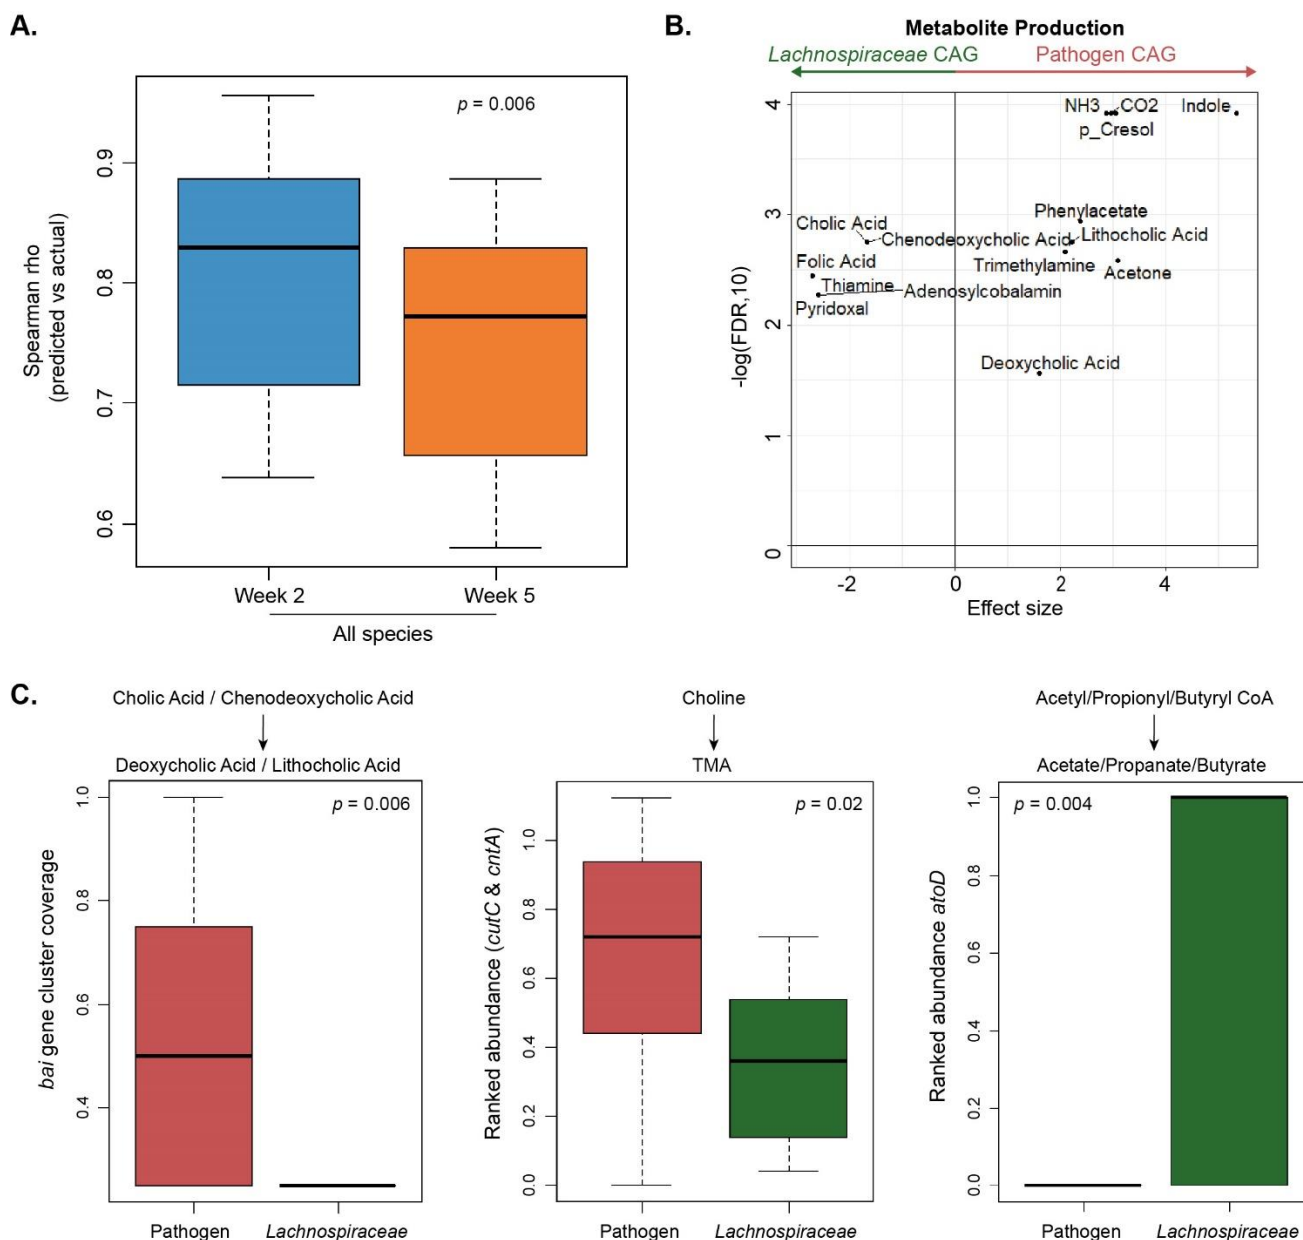 A.
p = 0.006
Spearman rho
(predicted vs actual)
0.9
0.8
0.7
0.6
Week 2
Week 5
All species
B.
Metabolite Production
Lachnospiraceae CAG
Pathogen CAG
-log(FDR,10)
4
3
2
1
0
NH3
CO2
Indole
p_Cresol
Phenylacetate
Cholic Acid
Chenodeoxycholic Acid
Lithocholic Acid
Folic Acid
Trimethylamine
Acetone
Thiamine
Adenosylcobalamin
Pyridoxal
Deoxycholic Acid
-2
0
2
4
Effect size
C.
Cholic Acid / Chenodeoxycholic Acid
Deoxycholic Acid / Lithocholic Acid
p = 0.006
bai gene cluster coverage
1.0
0.8
0.6
0.4
Pathogen
Lachnospiraceae
Choline
TMA
p = 0.02
Ranked abundance (cutC & cntA)
1.0
0.8
0.6
0.4
0.2
0.0
Pathogen
Lachnospiraceae
Acetyl/Propionyl/Butyryl CoA
Acetate/Propanate/Butyrate
p = 0.004
Ranked abundance atoD
1.0
0.8
0.6
0.4
0.2
0.0
Pathogen
Lachnospiraceae